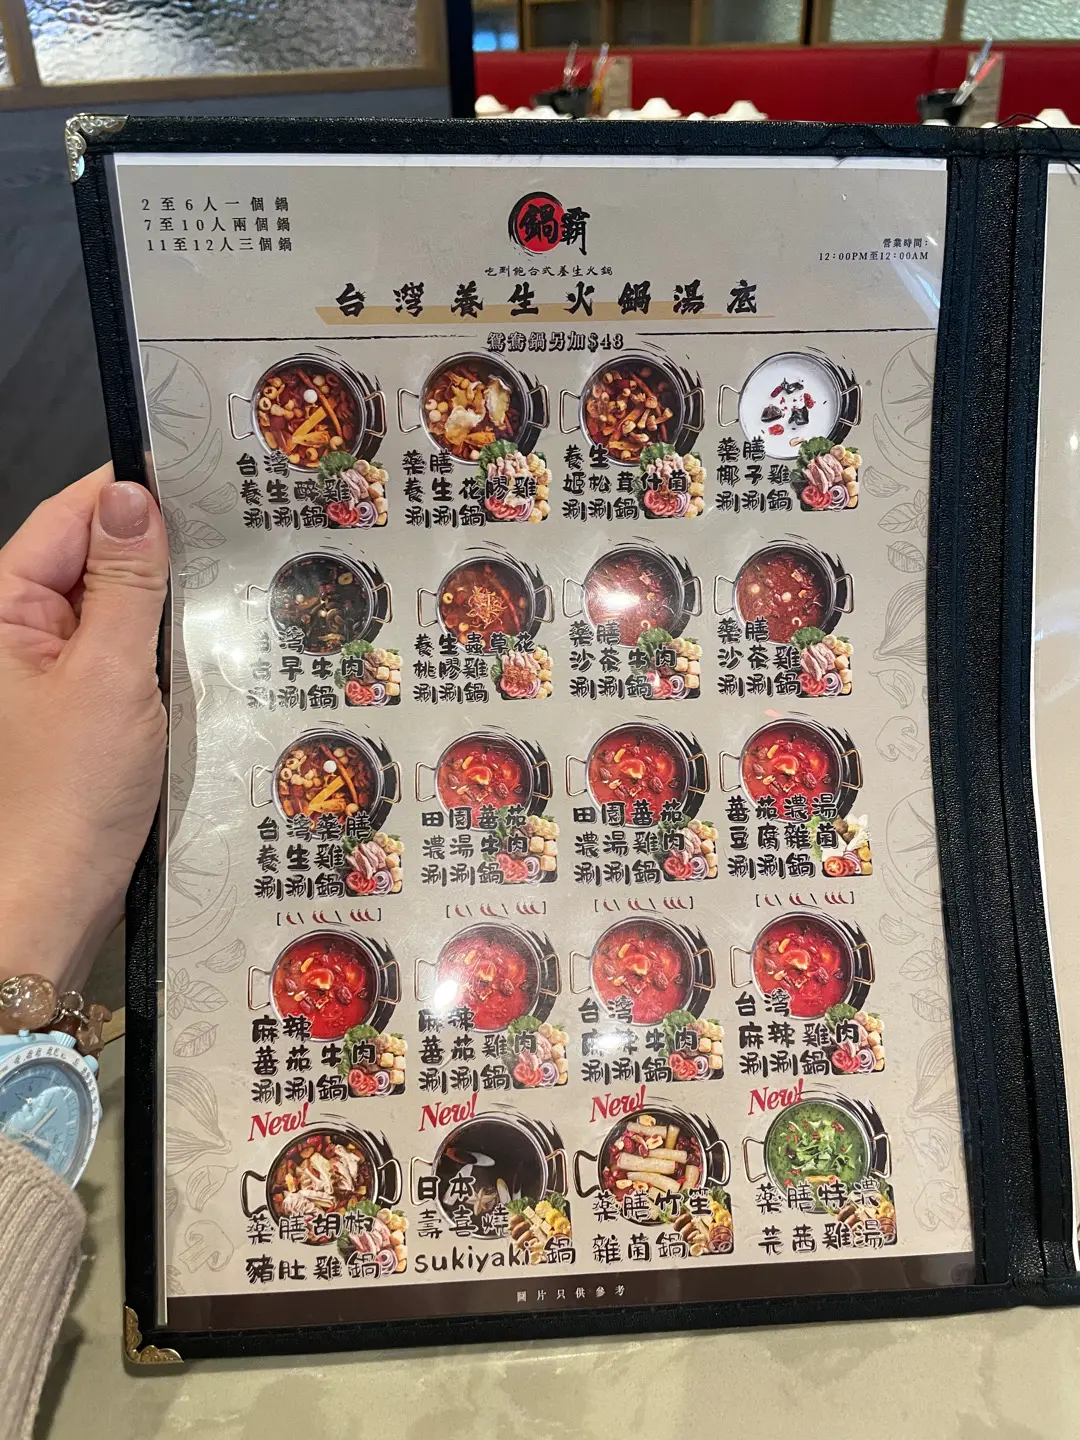 2至6人一個鍋
7至10人兩個鍋
11至12人三個鍋
鍋霸
吃到飽台式養生火鍋
營業時間：
12:00PM至12:00AM
台灣養生火鍋湯底
鴛鴦鍋另加$48
台灣
養生醉雞
涮涮鍋
藥膳
養生花膠雞
涮涮鍋
養生
姬松茸什菌
涮涮鍋
藥膳
椰子雞
涮涮鍋
台灣
古早牛肉
涮涮鍋
養生蟲草花
桃膠雞
涮涮鍋
藥膳
沙茶牛肉
涮涮鍋
藥膳
沙茶雞
涮涮鍋
台灣藥膳
養生雞
涮涮鍋
田園蕃茄
濃湯牛肉
涮涮鍋
田園蕃茄
濃湯雞肉
涮涮鍋
蕃茄濃湯
豆腐雜菌
涮涮鍋
麻辣
蕃茄牛肉
涮涮鍋
麻辣
蕃茄雞肉
涮涮鍋
台灣
麻辣牛肉
涮涮鍋
台灣
麻辣雞肉
涮涮鍋
New!
藥膳胡椒
豬肚雞鍋
New!
日本
壽喜燒
sukiyaki 鍋
New!
藥膳竹笙
雜菌鍋
New!
藥膳特濃
芫茜雞湯
圖片只供參考